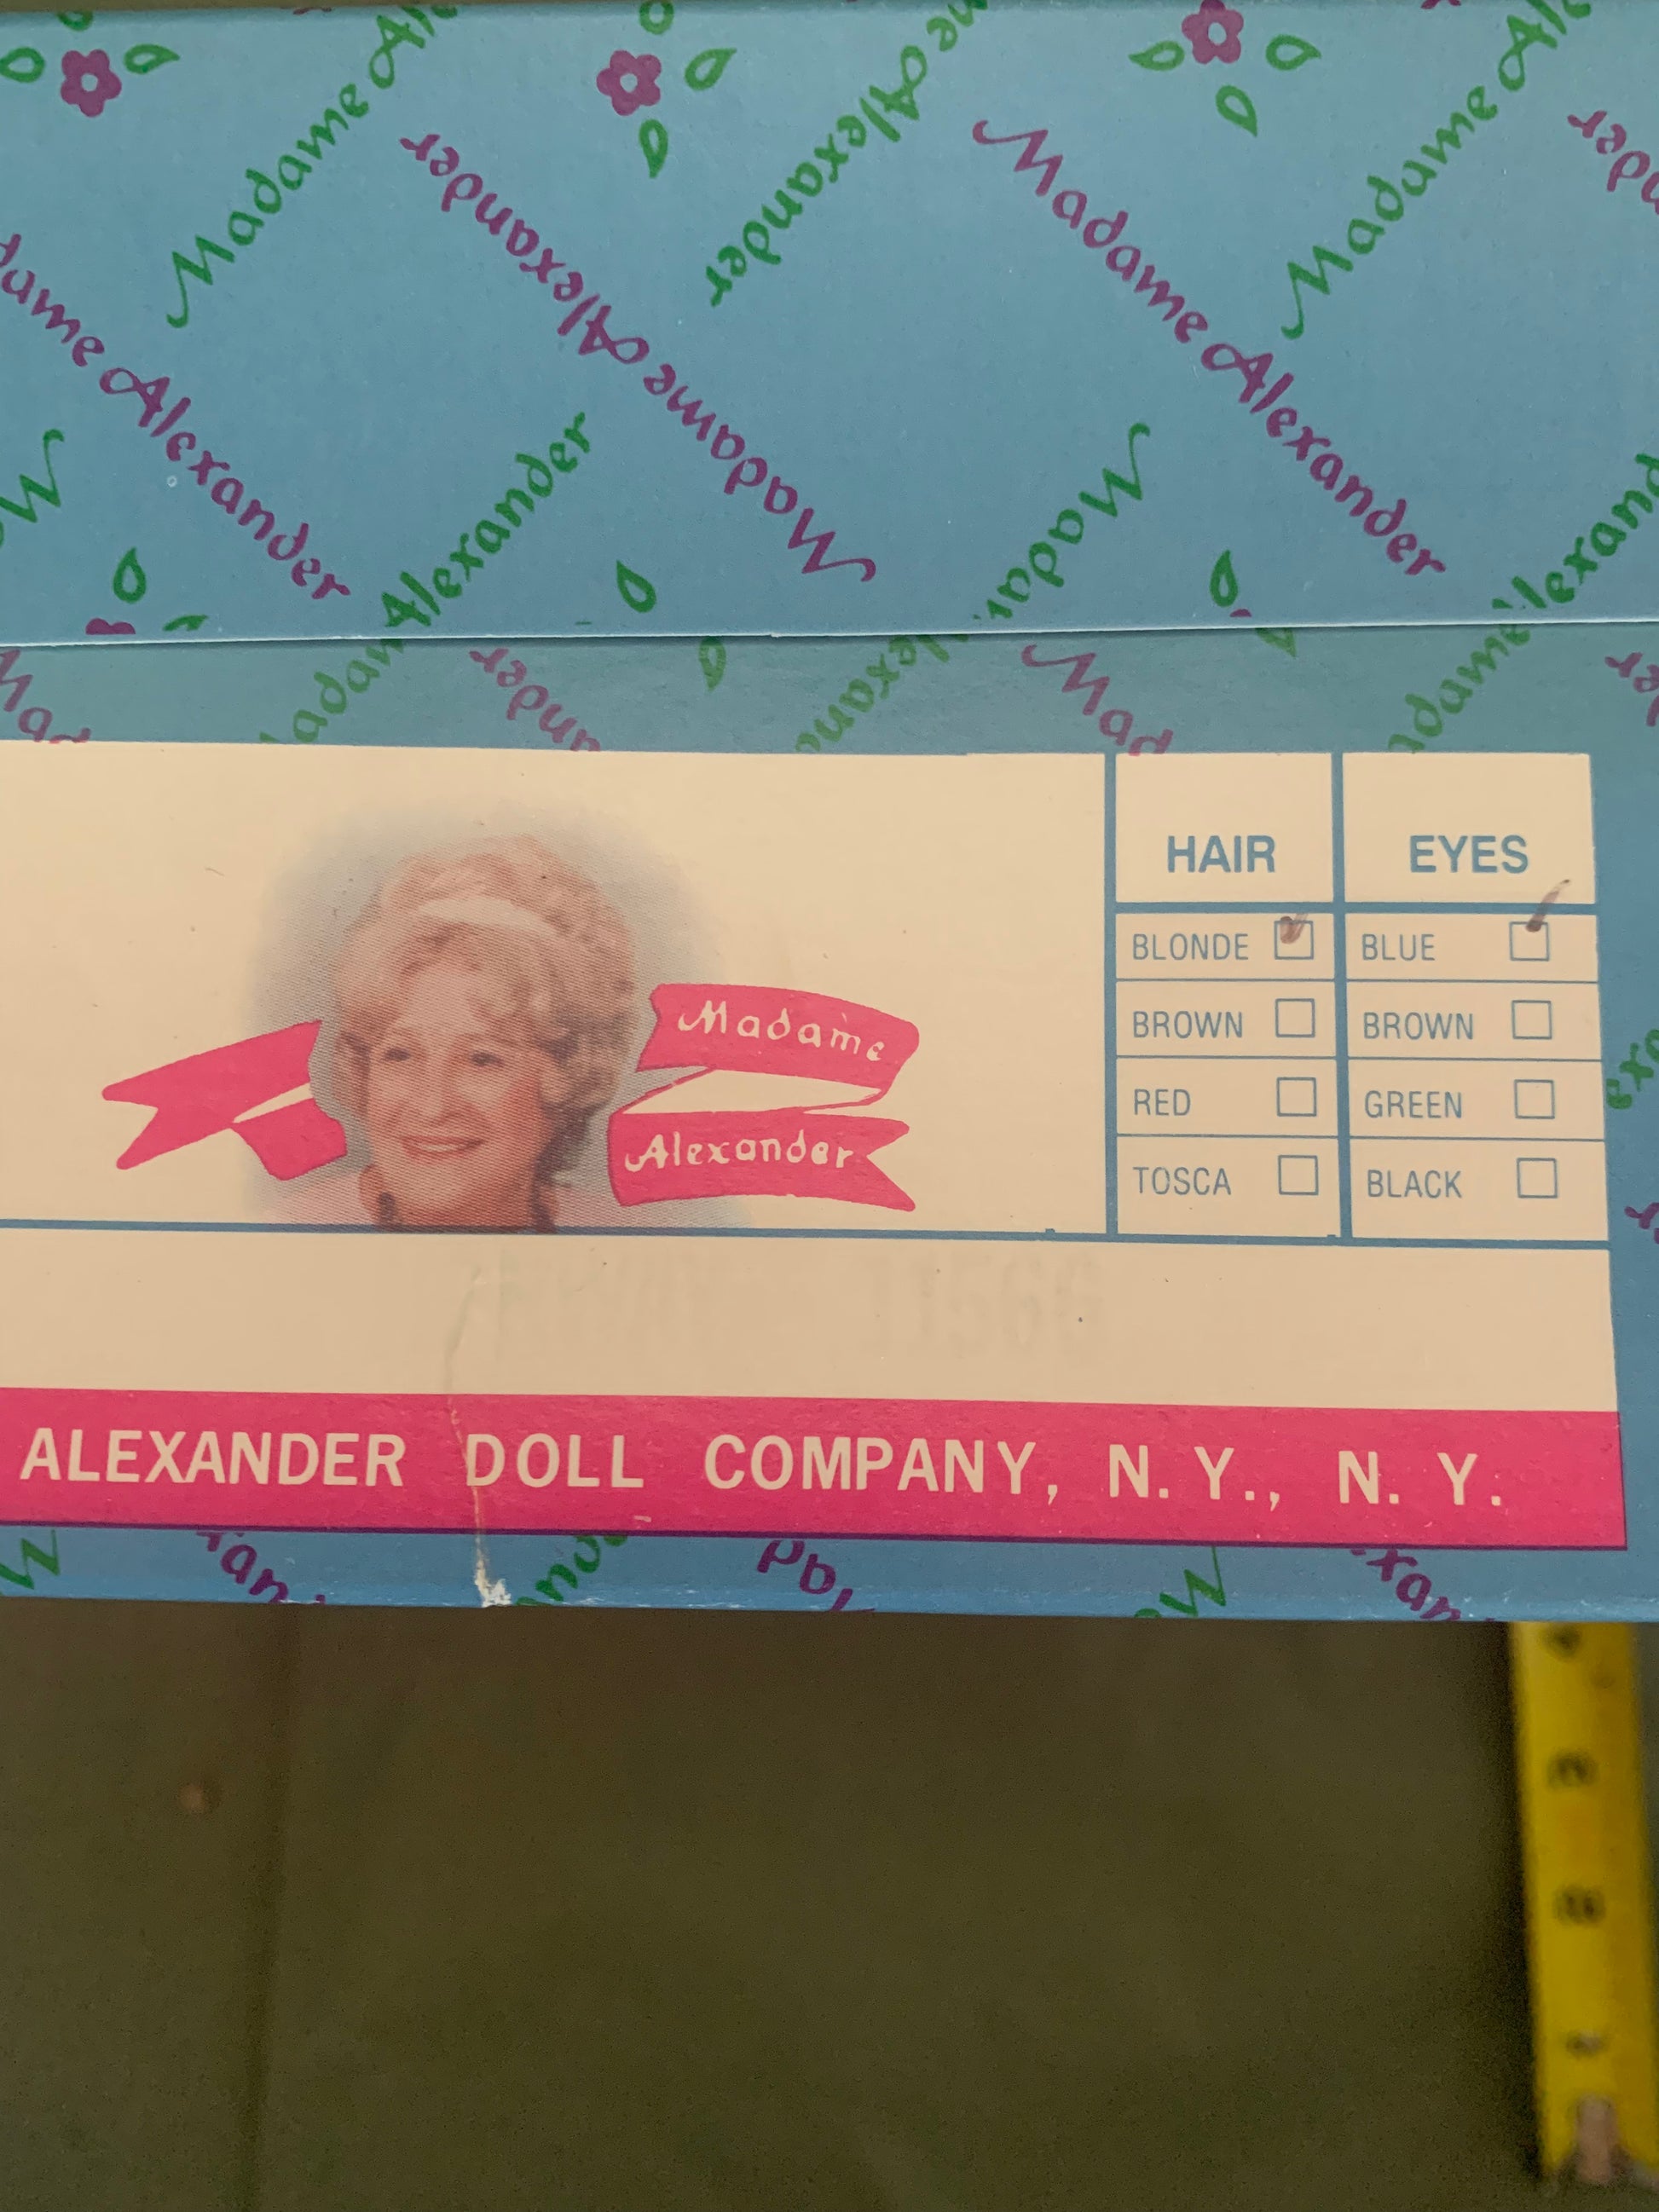 Madame Alexander
Madame Alexander
Madame Alexander
Madame Alexander
Madame Alexander
Madame
Alexander
HAIR EYES
BLONDE BLUE
BROWN BROWN
RED GREEN
TOSCA BLACK
ALEXANDER DOLL COMPANY, N.Y., N.Y.